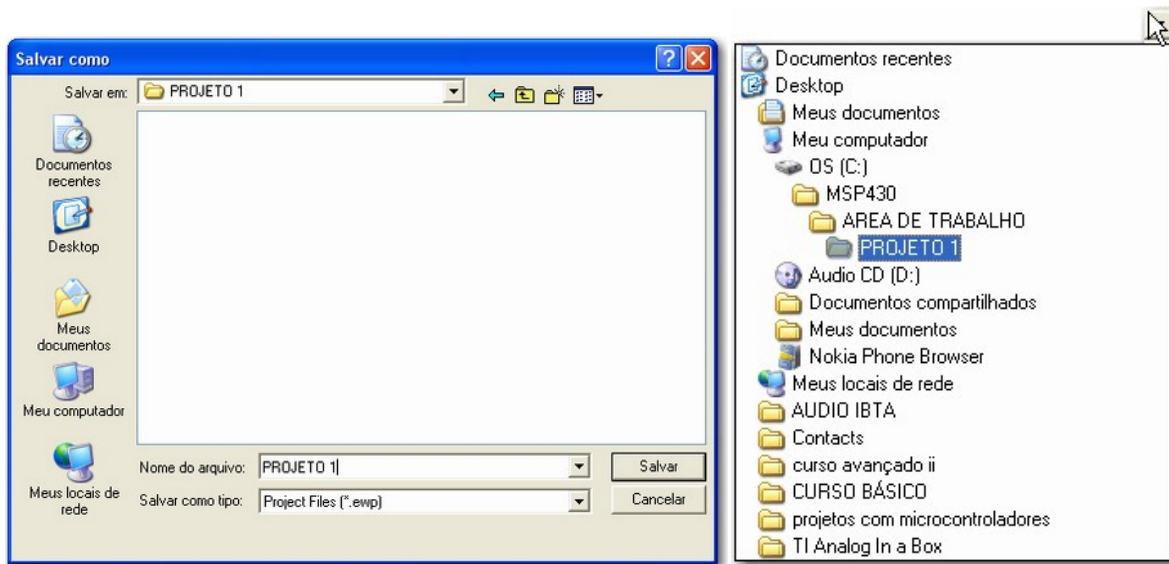 Salvar como
Salvar em:
PROJETO 1
Documentos
recentes
Desktop
Meus
documentos
Meu computador
Meus locais de
rede
Nome do arquivo:
PROJETO 1
Salvar
Salvar como tipo:
Project Files (*.ewp)
Cancelar
Documentos recentes
Desktop
Meus documentos
Meu computador
OS (C:)
MSP430
AREA DE TRABALHO
PROJETO 1
Audio CD (D:)
Documentos compartilhados
Meus documentos
Nokia Phone Browser
Meus locais de rede
AUDIO IBTA
Contacts
curso avançado ii
CURSO BÁSICO
projetos com microcontroladores
TI Analog In a Box